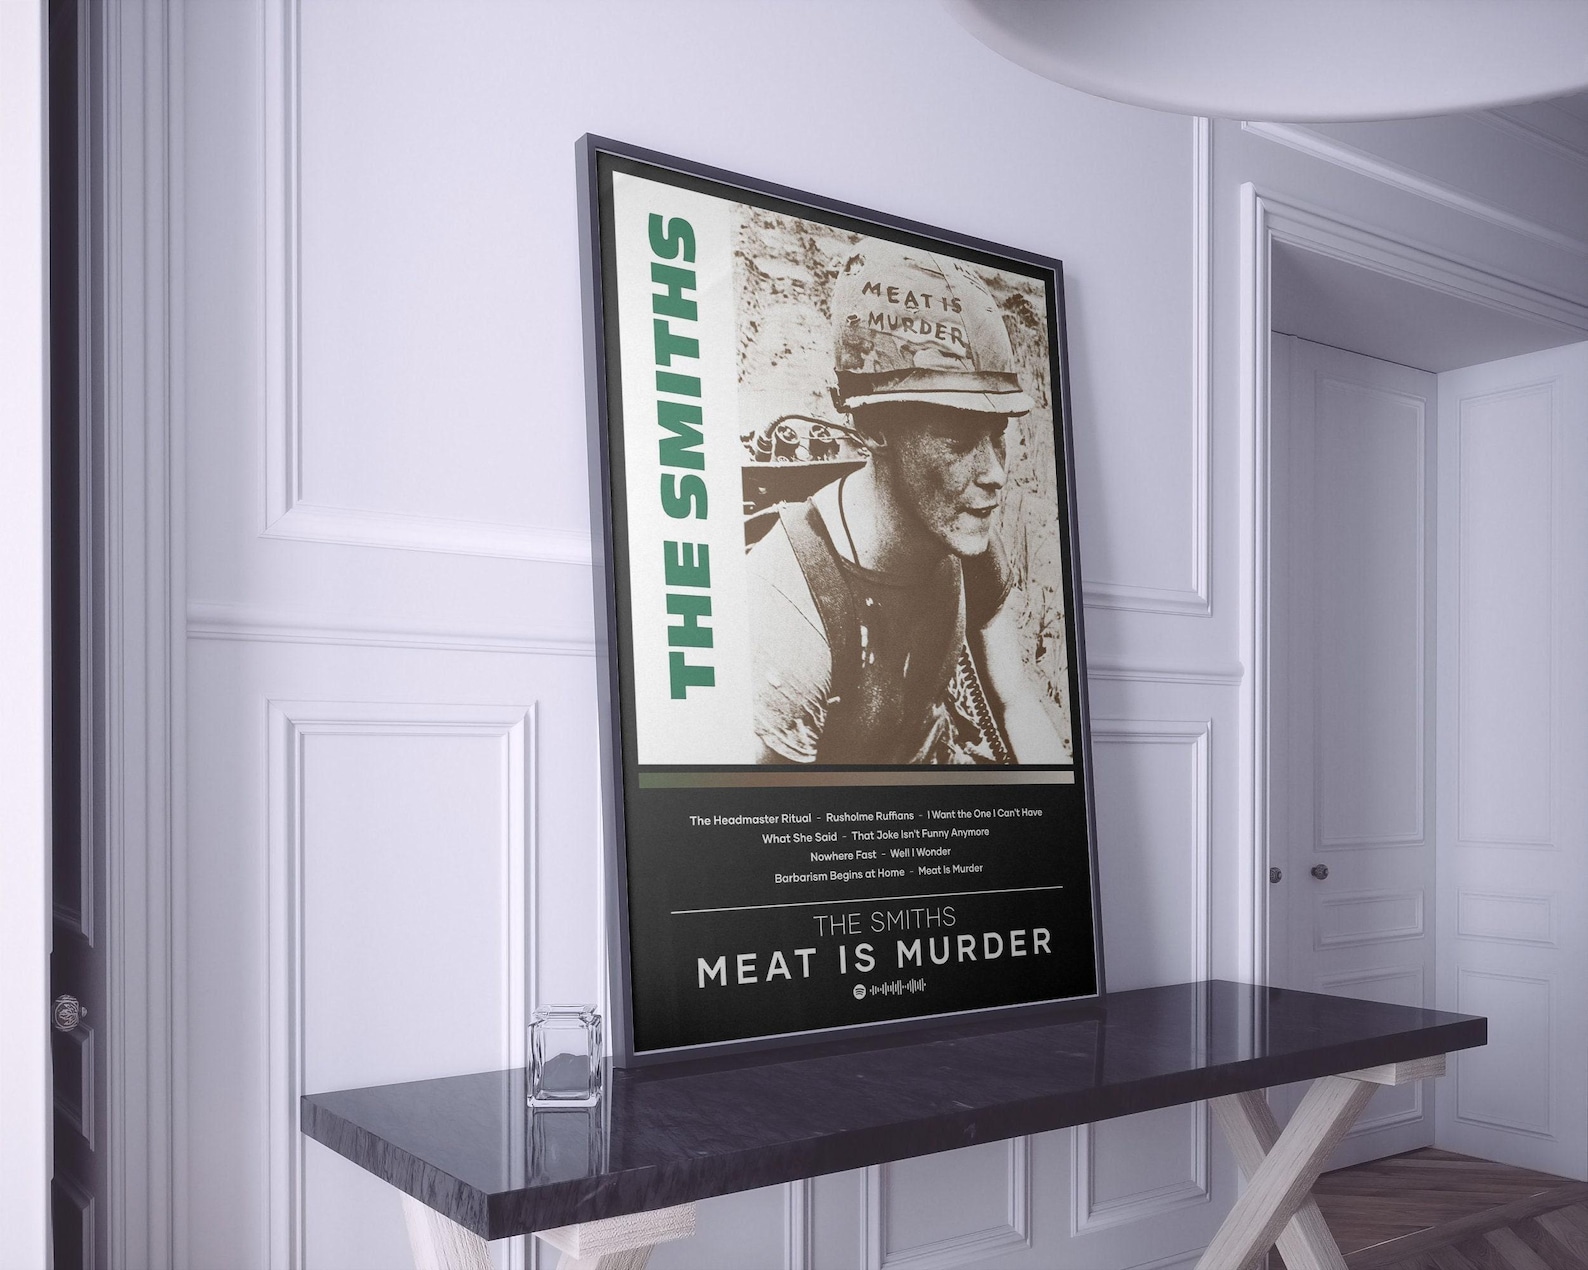 THE SMITHS
MEAT IS
MURDER
The Headmaster Ritual - Rusholme Ruffians - I Want the One I Can't Have
What She Said - That Joke Isn't Funny Anymore
Nowhere Fast - Well I Wonder
Barbarism Begins at Home - Meat Is Murder
THE SMITHS
MEAT IS MURDER